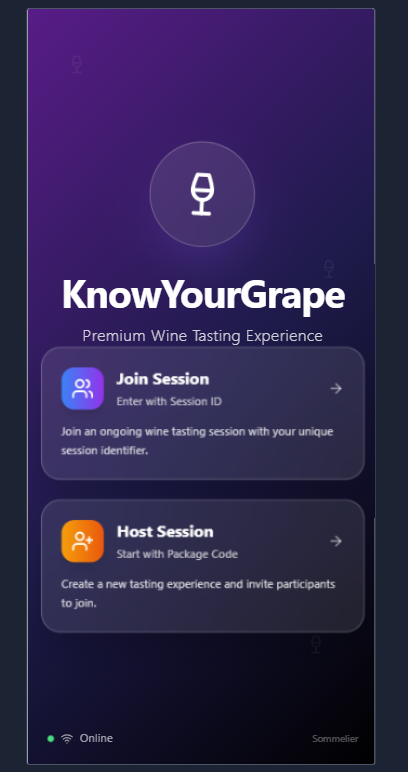 KnowYourGrape
Premium Wine Tasting Experience
Join Session
Enter with Session ID
Join an ongoing wine tasting session with your unique
session identifier.
Host Session
Start with Package Code
Create a new tasting experience and invite participants
to join.
Online
Sommelier